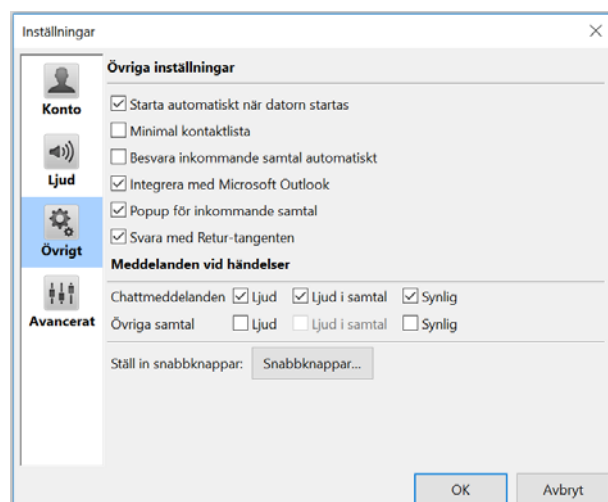 Inställningar
Konto
Ljud
Övrigt
Avancerat
Övriga inställningar
Starta automatiskt när datorn startas
Minimal kontaktlista
Besvara inkommande samtal automatiskt
Integrera med Microsoft Outlook
Popup för inkommande samtal
Svara med Retur-tangenten
Meddelanden vid händelser
Chattmeddelanden Ljud Ljud i samtal Synlig
Övriga samtal Ljud Ljud i samtal Synlig
Ställ in snabbknappar: Snabbknappar...
OK Avbryt